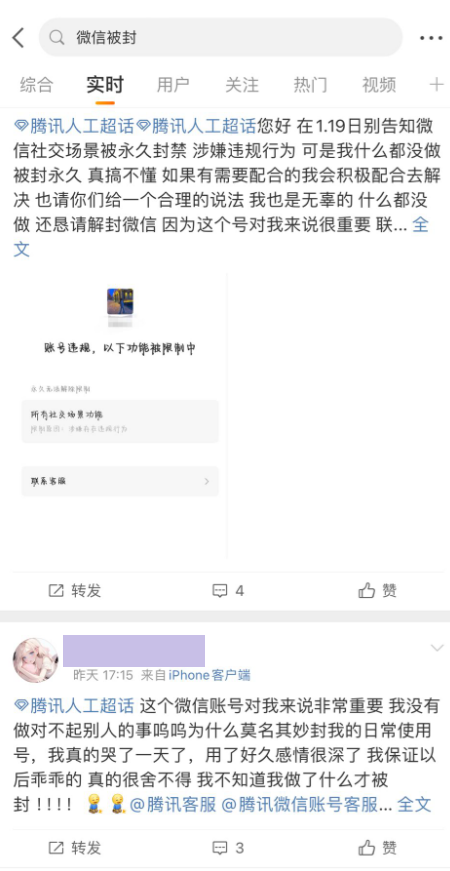 微信被封
综合 实时 用户 关注 热门 视频
腾讯人工超话 腾讯人工超话您好 在1.19日别告知微
信社交场景被永久封禁 涉嫌违规行为 可是我什么都没做
被封永久 真搞不懂 如果有需要配合的我会积极配合去解
决 也请你们给一个合理的说法 我也是无辜的 什么都没
做 还恳请解封微信 因为这个号对我来说很重要 联... 全
文
账号违规，以下功能被限制中
永久无法解除限制
所有社交场景功能
限制原因：涉嫌存在违规行为
联系客服
转发 4 赞
昨天 17:15 来自iPhone客户端
腾讯人工超话 这个微信账号对我来说非常重要 我没有
做对不起别人的事呜呜为什么莫名其妙封我的日常使用
号，我真的哭了一天了，用了好久感情很深了 我保证以
后乖乖的 真的很舍不得 我不知道我做了什么才被
封！！！！ @腾讯客服 @腾讯微信账号客服... 全文
转发 3 赞